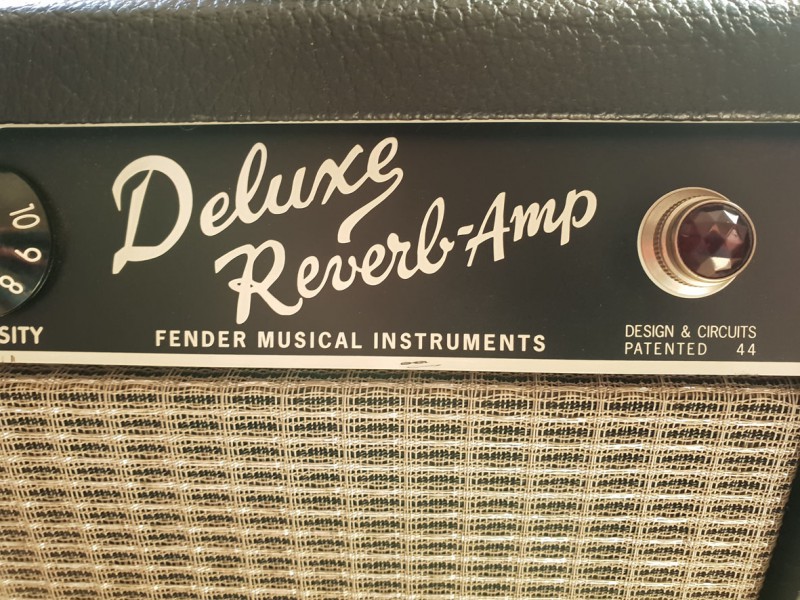 10
9
8
Deluxe
Reverb-Amp
SITY
FENDER MUSICAL INSTRUMENTS
DESIGN & CIRCUITS
PATENTED 44